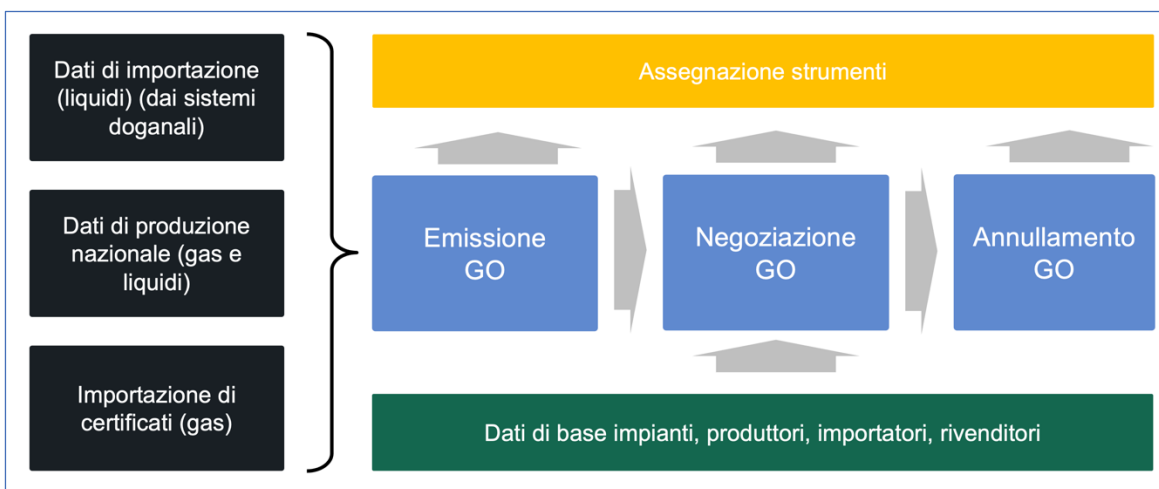 Dati di importazione
(liquidi) (dai sistemi
doganali)
Dati di produzione
nazionale (gas e
liquidi)
Importazione di
certificati (gas)
Assegnazione strumenti
Emissione
GO
Negoziazione
GO
Annullamento
GO
Dati di base impianti, produttori, importatori, rivenditori